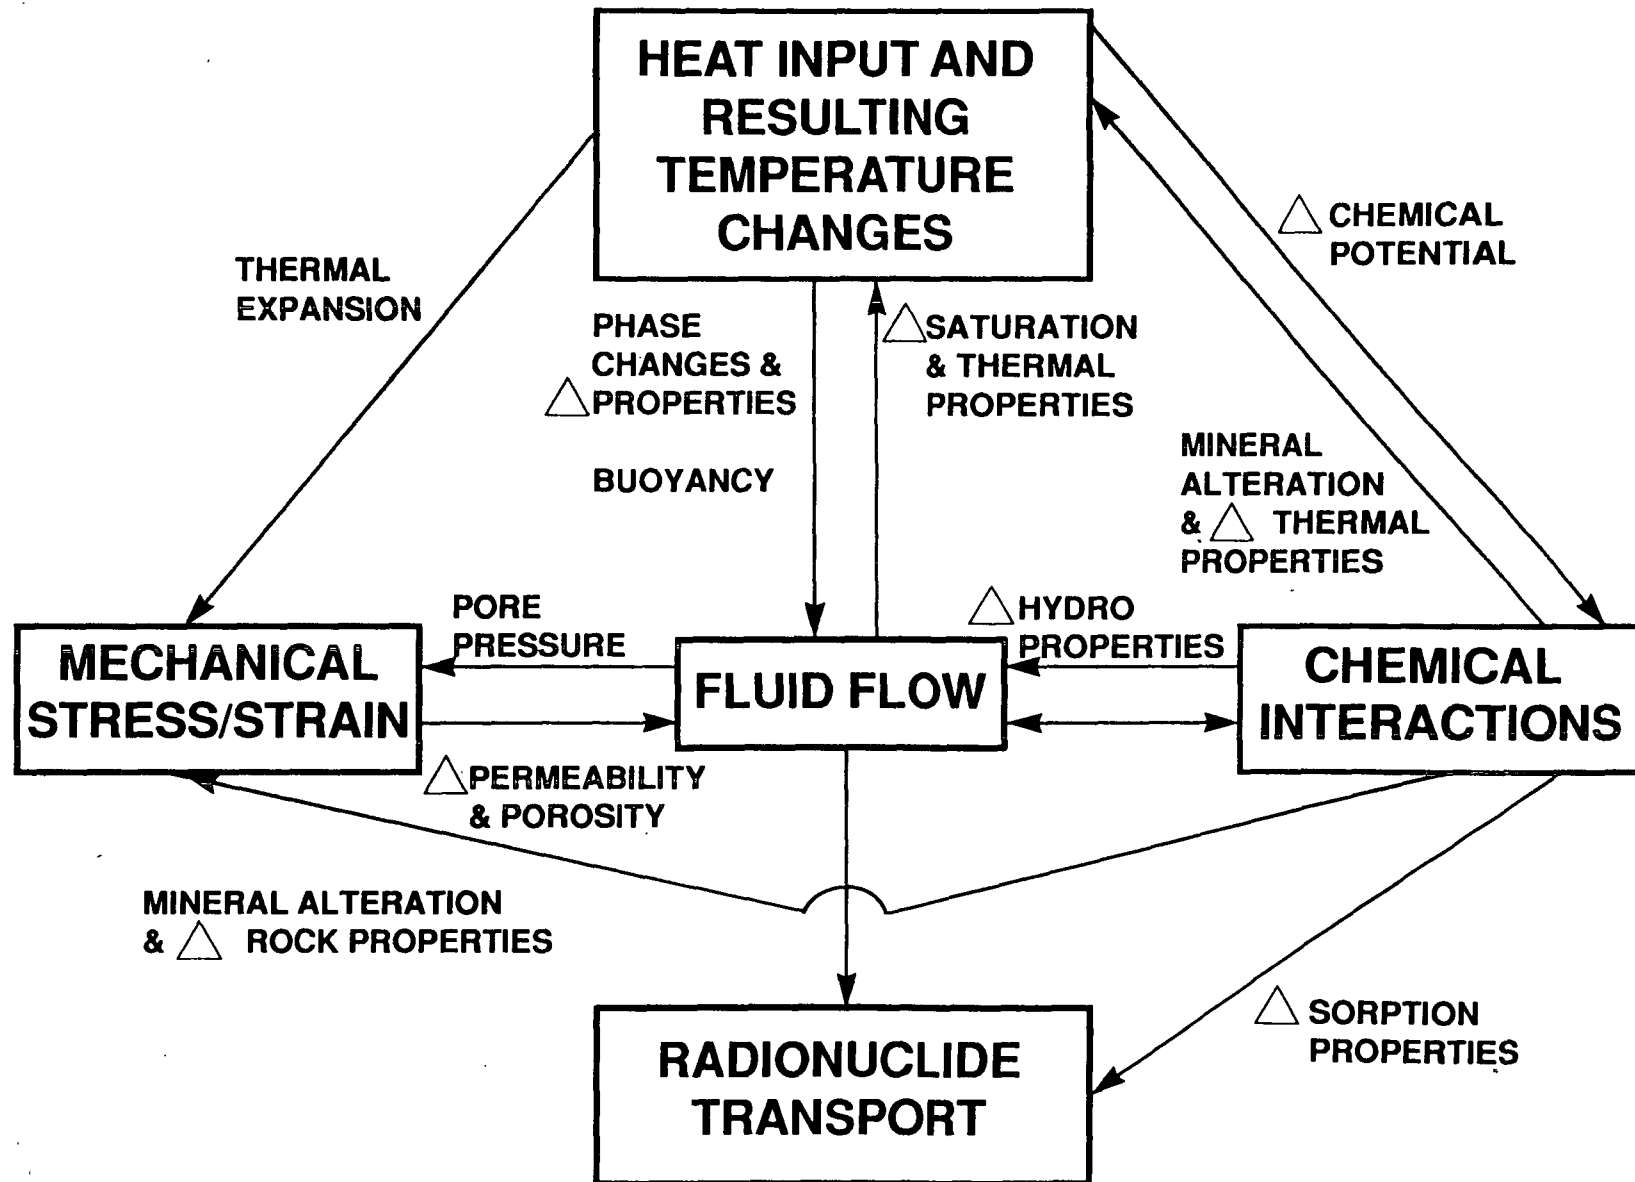 HEAT INPUT AND
RESULTING
TEMPERATURE
CHANGES
THERMAL
EXPANSION
PHASE
CHANGES &
△ PROPERTIES
BUOYANCY
△ SATURATION
& THERMAL
PROPERTIES
△ CHEMICAL
POTENTIAL
MINERAL
ALTERATION
& △ THERMAL
PROPERTIES
PORE
PRESSURE
△ HYDRO
PROPERTIES
MECHANICAL
STRESS/STRAIN
FLUID FLOW
CHEMICAL
INTERACTIONS
△ PERMEABILITY
& POROSITY
MINERAL ALTERATION
& △ ROCK PROPERTIES
△ SORPTION
PROPERTIES
RADIONUCLIDE
TRANSPORT